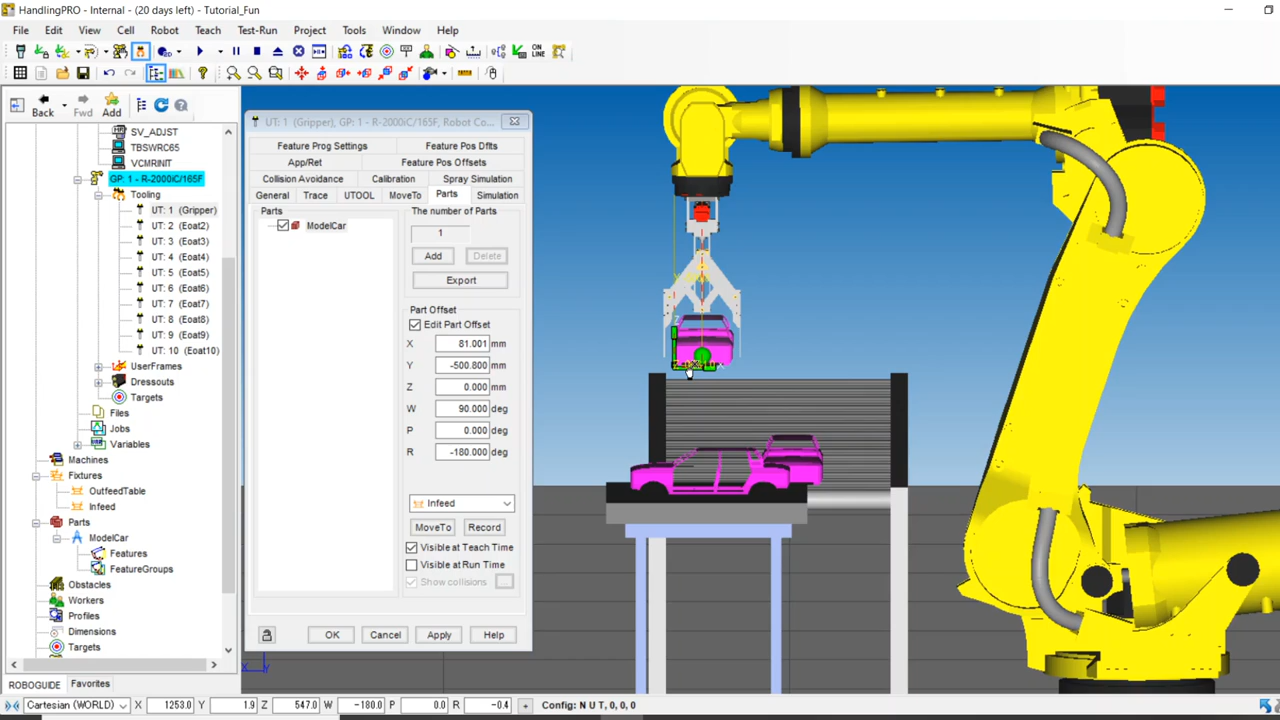 HandlingPRO - Internal - (20 days left) - Tutorial_Fun
File Edit View Cell Robot Teach Test-Run Project Tools Window Help
ON
LINE
Back Fwd Add
SV_ADJST
TBSWRC65
VCMRINIT
GP: 1 - R-2000iC/165F
Tooling
UT: 1 (Gripper)
UT: 2 (Eoat2)
UT: 3 (Eoat3)
UT: 4 (Eoat4)
UT: 5 (Eoat5)
UT: 6 (Eoat6)
UT: 7 (Eoat7)
UT: 8 (Eoat8)
UT: 9 (Eoat9)
UT: 10 (Eoat10)
UserFrames
Dressouts
Targets
Files
Jobs
Variables
Machines
Fixtures
OutfeedTable
Infeed
Parts
ModelCar
Features
FeatureGroups
Obstacles
Workers
Profiles
Dimensions
Targets
ROBOGUIDE Favorites
UT: 1 (Gripper), GP: 1 - R-2000iC/165F, Robot Co...
Feature Prog Settings Feature Pos Dflts
App/Ret Feature Pos Offsets
Collision Avoidance Calibration Spray Simulation
General Trace UTOOL MoveTo Parts Simulation
Parts
ModelCar
The number of Parts
1
Add Delete
Export
Part Offset
Edit Part Offset
X 81.001 mm
Y -500.800 mm
Z 0.000 mm
W 90.000 deg
P 0.000 deg
R -180.000 deg
Infeed
MoveTo Record
Visible at Teach Time
Visible at Run Time
Show collisions ...
OK Cancel Apply Help
Z
X Y
Cartesian (WORLD) X 1253.0 Y 1.9 Z 547.0 W -180.0 P 0.0 R -0.4 + Config: N U T, 0, 0, 0